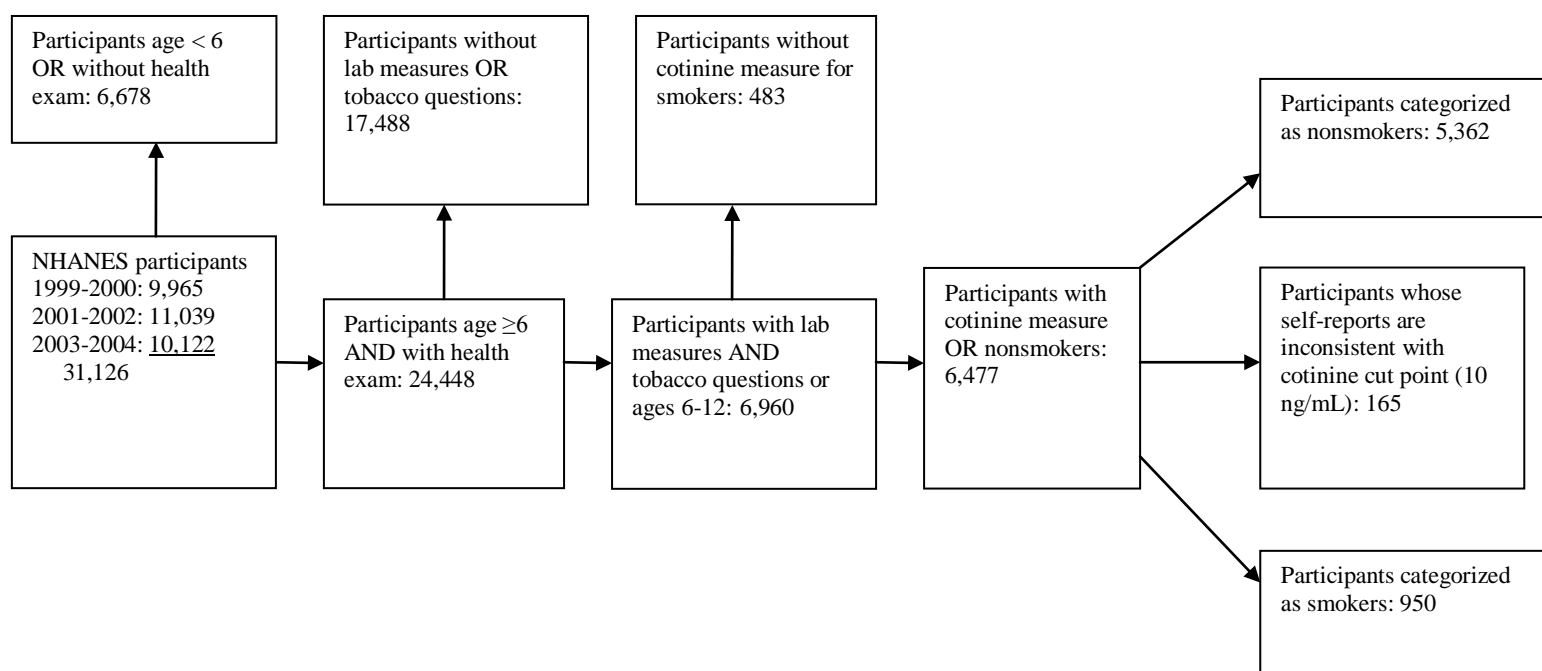 Participants age < 6
OR without health
exam: 6,678
Participants without
lab measures OR
tobacco questions:
17,488
Participants without
cotinine measure for
smokers: 483
Participants categorized
as nonsmokers: 5,362
NHANES participants
1999-2000: 9,965
2001-2002: 11,039
2003-2004: 10,122
31,126
Participants age ≥6
AND with health
exam: 24,448
Participants with lab
measures AND
tobacco questions or
ages 6-12: 6,960
Participants with
cotinine measure
OR nonsmokers:
6,477
Participants whose
self-reports are
inconsistent with
cotinine cut point (10
ng/mL): 165
Participants categorized
as smokers: 950